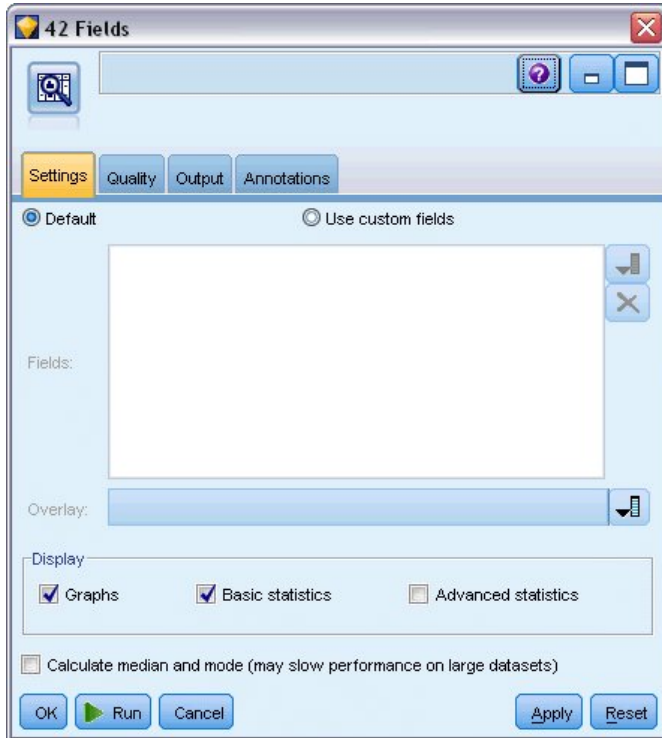 42 Fields
Settings Quality Output Annotations
Default Use custom fields
Fields:
Overlay:
Display
Graphs Basic statistics Advanced statistics
Calculate median and mode (may slow performance on large datasets)
OK Run Cancel Apply Reset